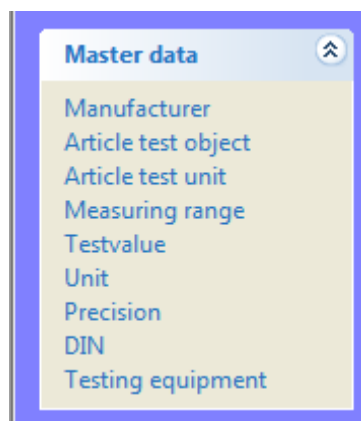 Master data
Manufacturer
Article test object
Article test unit
Measuring range
Testvalue
Unit
Precision
DIN
Testing equipment